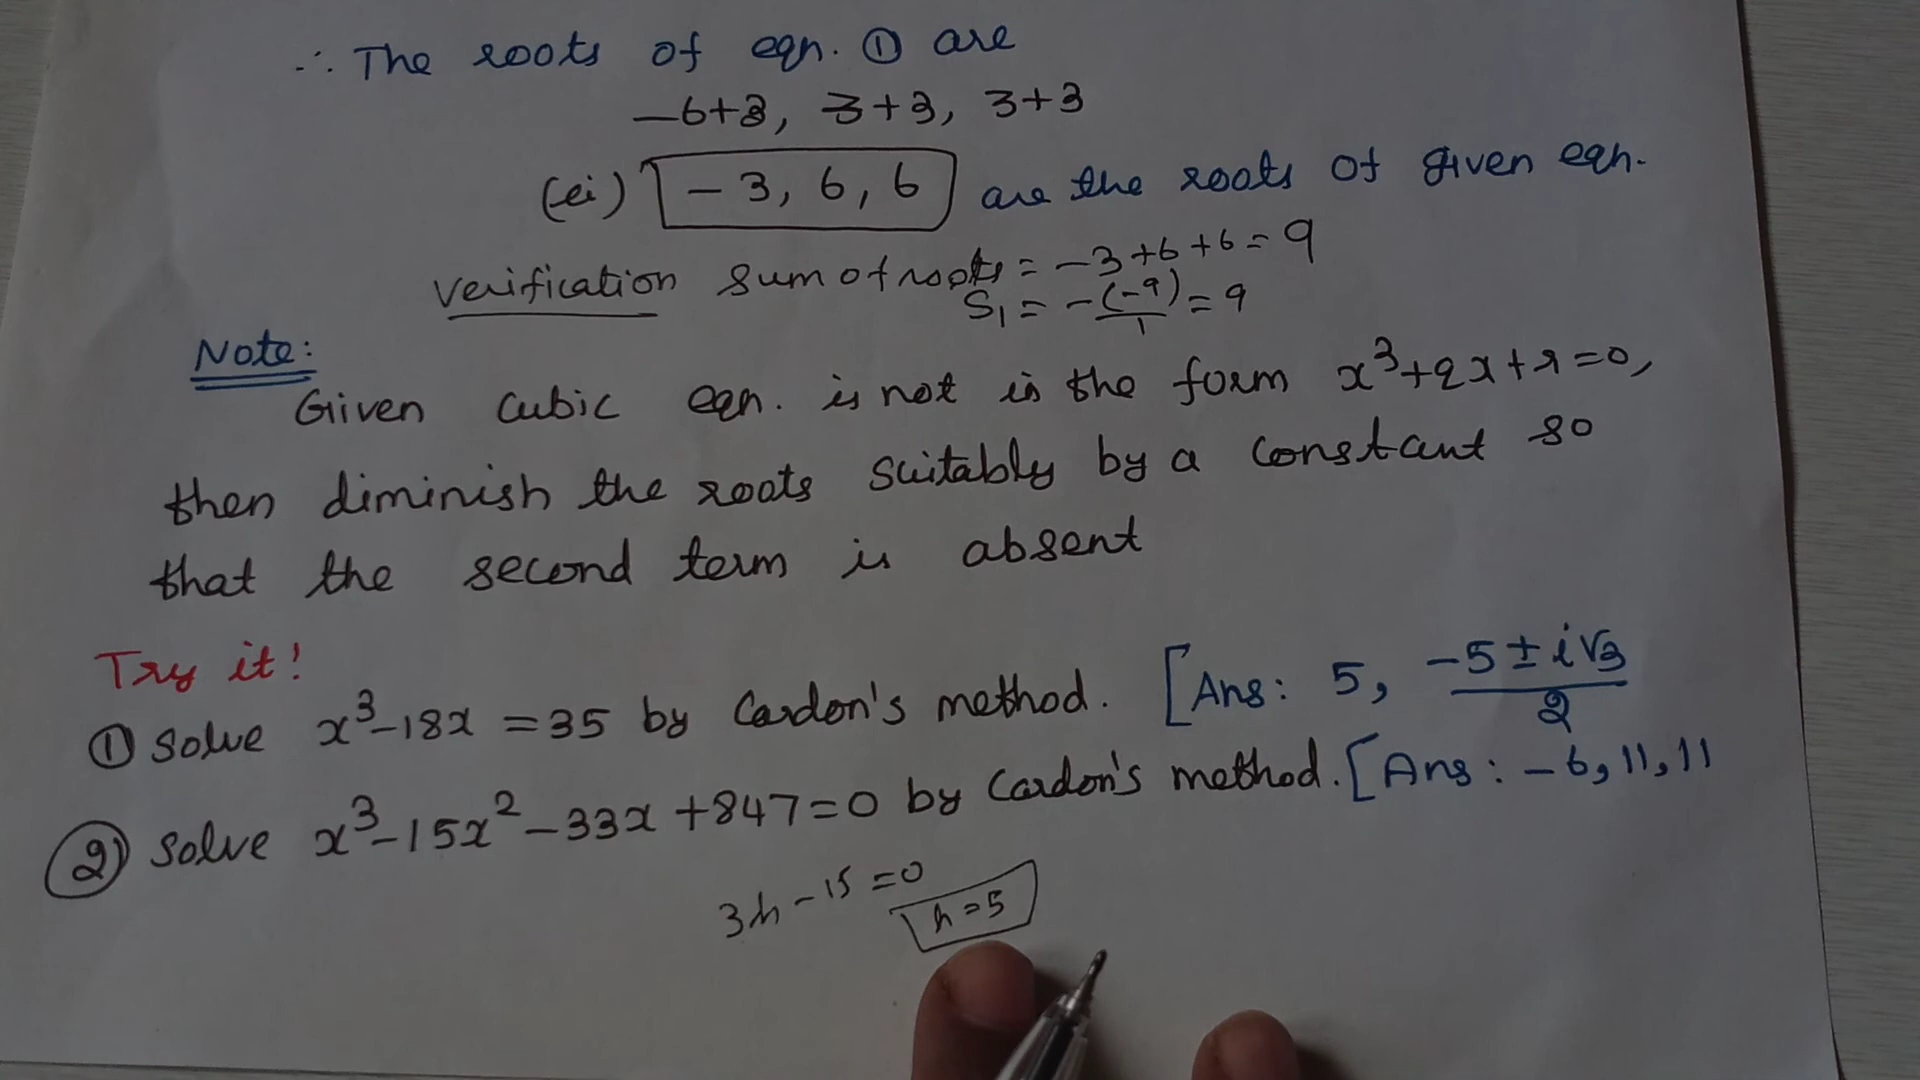 ∴ The roots of eqn. ① are
-6+3, 3+3, 3+3
(ie) -3, 6, 6 are the roots of given eqn.
Verification Sum of roots = -3+6+6=9
S₁ = -(-9)/1 = 9
Note:
Given cubic eqn. is not in the form x³+qx+r=0,
then diminish the roots suitably by a constant so
that the second term is absent
Try it!
① Solve x³-18x=35 by Cardon's method. [Ans: 5, (-5±i√3)/2
② Solve x³-15x²-33x+847=0 by Cardon's method. [Ans: -6, 11, 11
3h-15=0
h=5